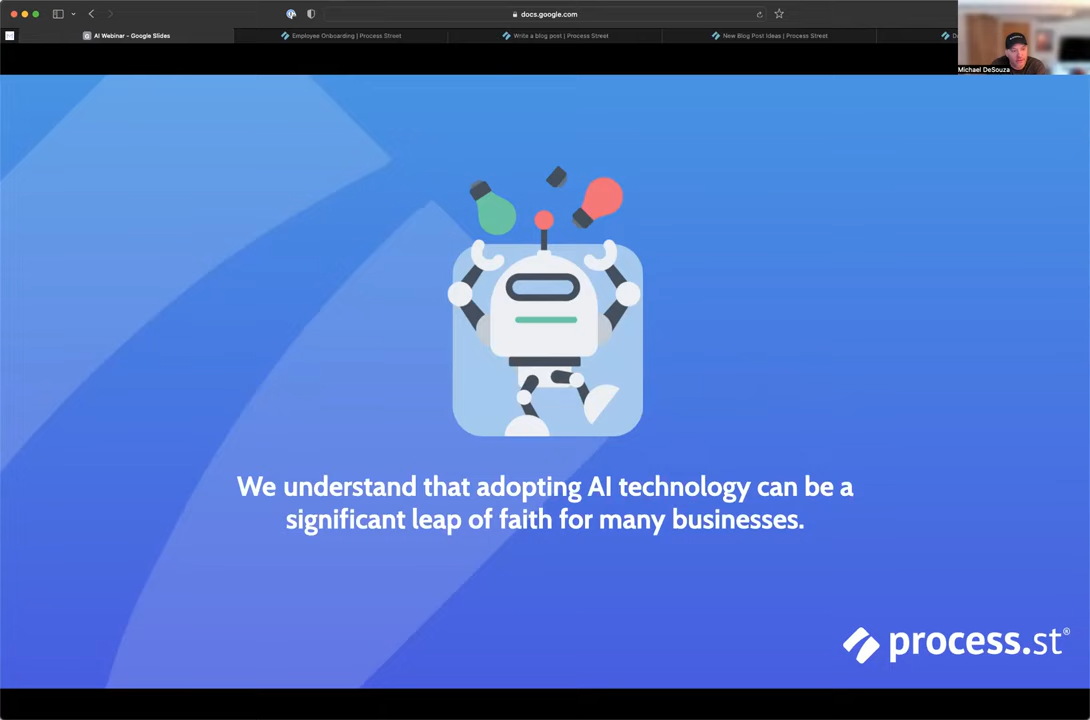 docs.google.com
AI Webinar - Google Slides
Employee Onboarding | Process Street
Write a blog post | Process Street
New Blog Post Ideas | Process Street
Michael DeSouza
We understand that adopting AI technology can be a
significant leap of faith for many businesses.
process.st®